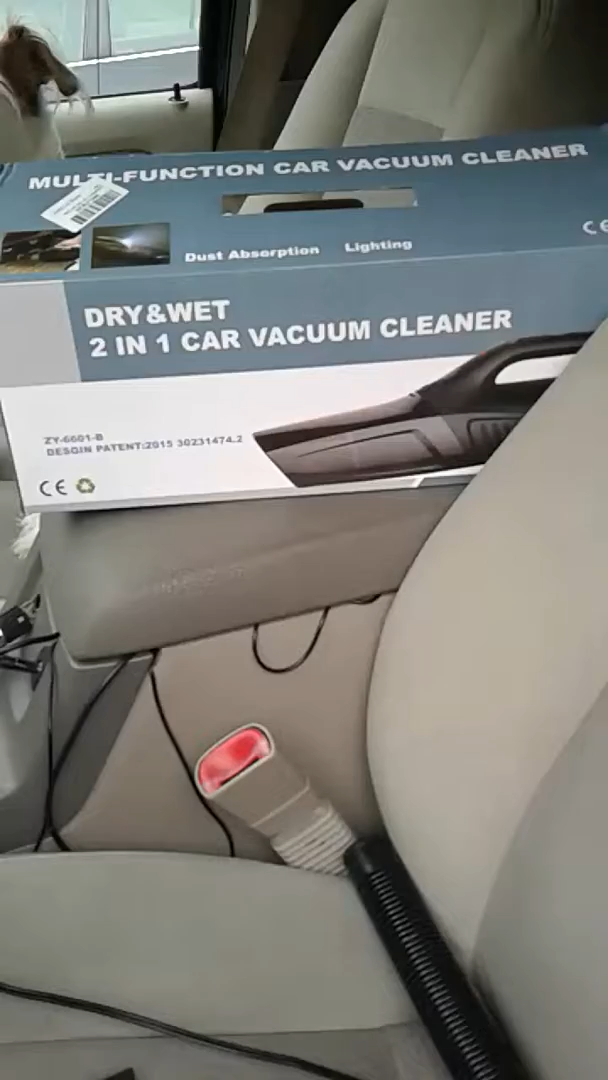 MULTI-FUNCTION CAR VACUUM CLEANER
Dust Absorption Lighting
CE
DRY&WET
2 IN 1 CAR VACUUM CLEANER
ZY-6601-B
DESGIN PATENT:2015 30231474.2
CE